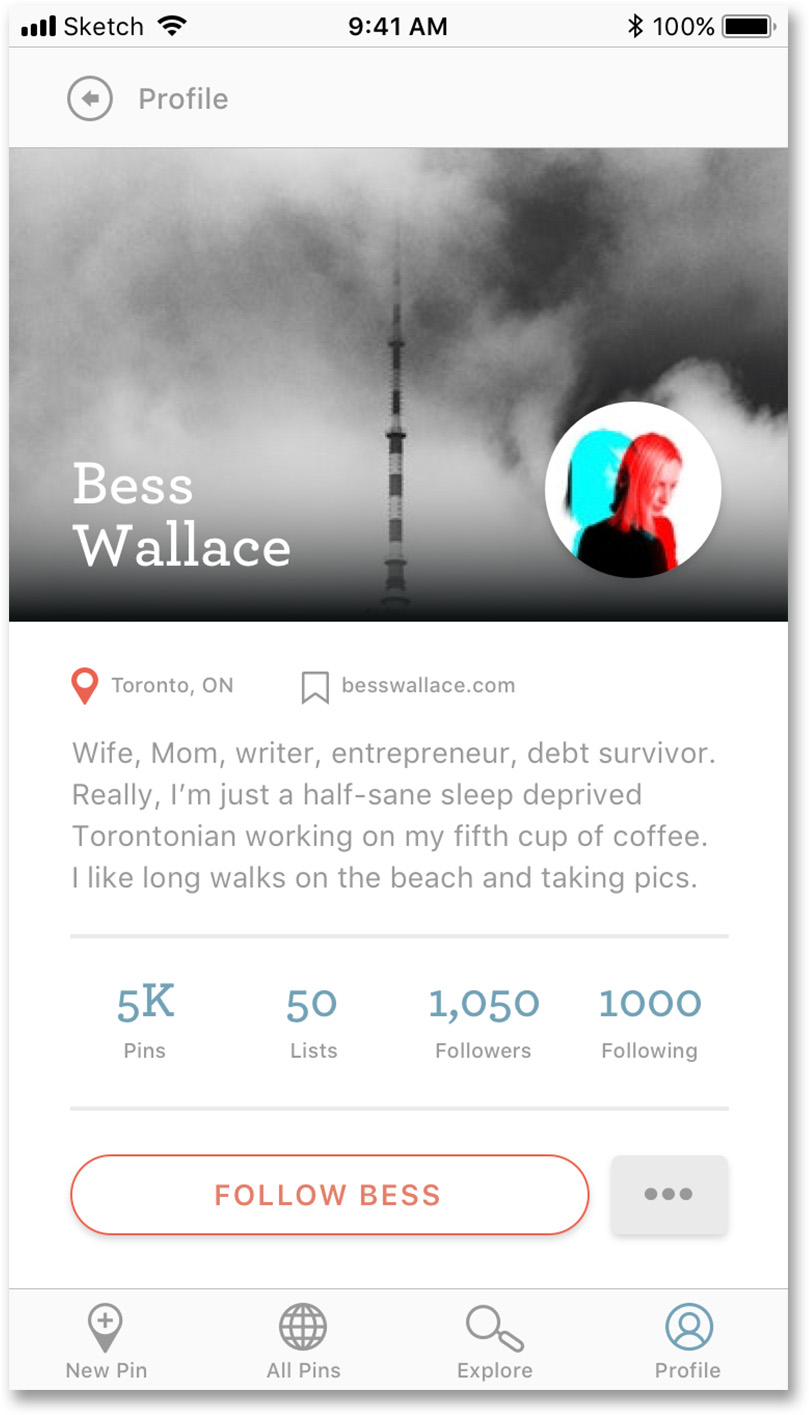 Sketch 9:41 AM 100%
Profile
Bess
Wallace
Toronto, ON besswallace.com
Wife, Mom, writer, entrepreneur, debt survivor.
Really, I’m just a half-sane sleep deprived
Torontonian working on my fifth cup of coffee.
I like long walks on the beach and taking pics.
5K 50 1,050 1000
Pins Lists Followers Following
FOLLOW BESS
New Pin All Pins Explore Profile